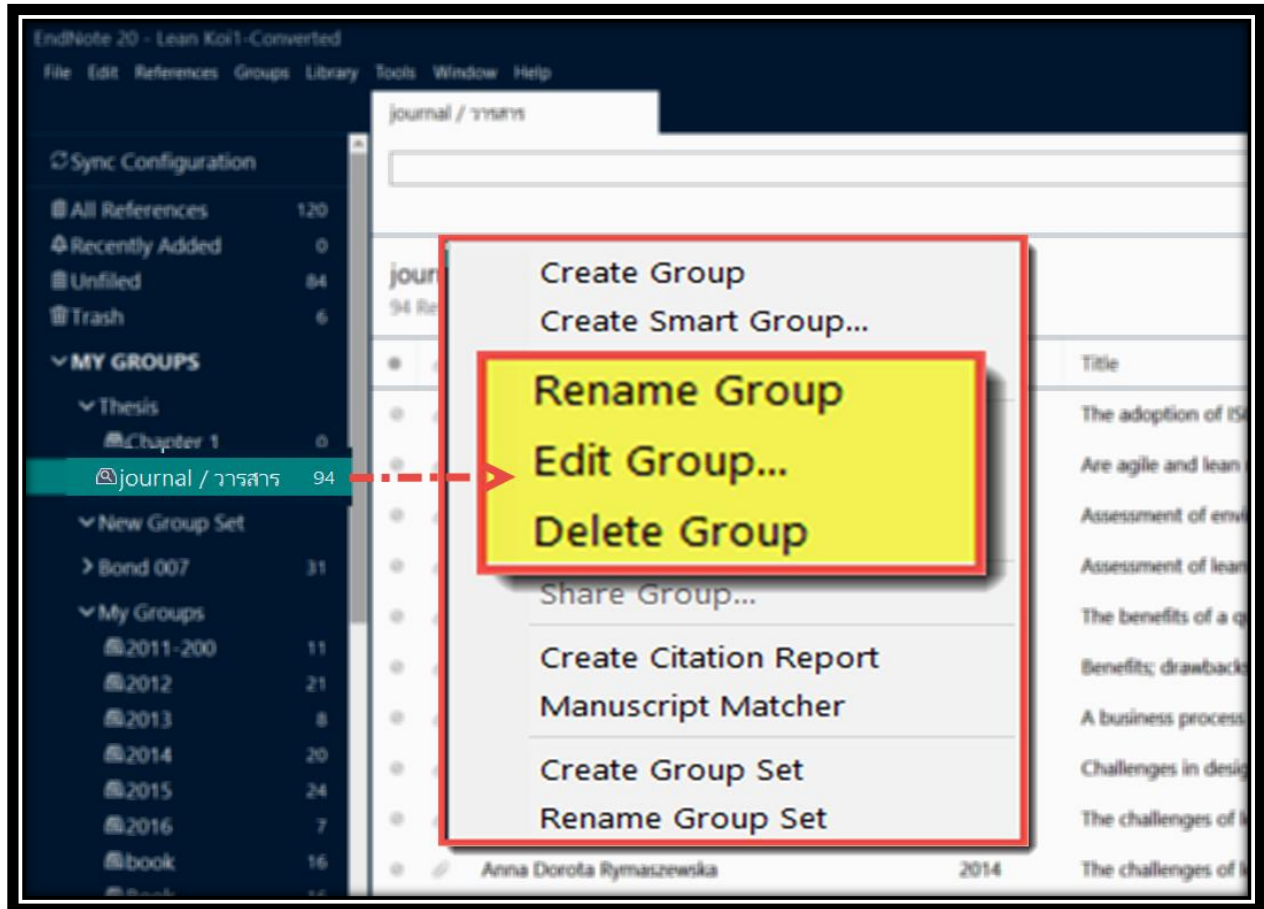 EndNote 20 - Lean Koi1-Converted
File Edit References Groups Library Tools Window Help
journal / วารสาร
Sync Configuration
All References 120
Recently Added 0
Unfiled 84
Trash 6
MY GROUPS
Thesis
Chapter 1 0
journal / วารสาร 94
New Group Set
Bond 007 31
My Groups
2011-200 11
2012 21
2013 8
2014 20
2015 24
2016 7
book 16
Book 16
jour
94 Re
Create Group
Create Smart Group...
Rename Group
Edit Group...
Delete Group
Share Group...
Create Citation Report
Manuscript Matcher
Create Group Set
Rename Group Set
Title
The adoption of
Are agile and lean
Assessment of
Assessment of lean
The benefits of a
Benefits; drawbacks
A business process
Challenges in
The challenges of
Anna Dorota Rymaszewska 2014 The challenges of